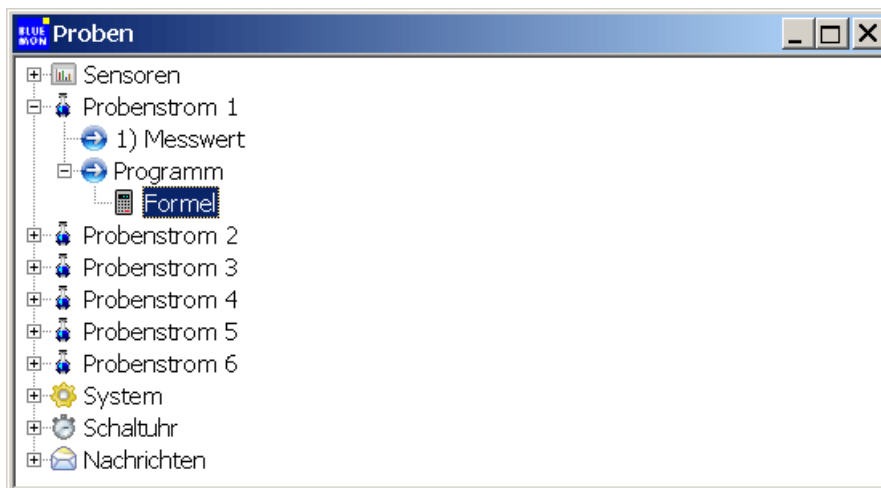 BLUE
MON
Proben
Sensoren
Probenstrom 1
1) Messwert
Programm
Formel
Probenstrom 2
Probenstrom 3
Probenstrom 4
Probenstrom 5
Probenstrom 6
System
Schaltuhr
Nachrichten